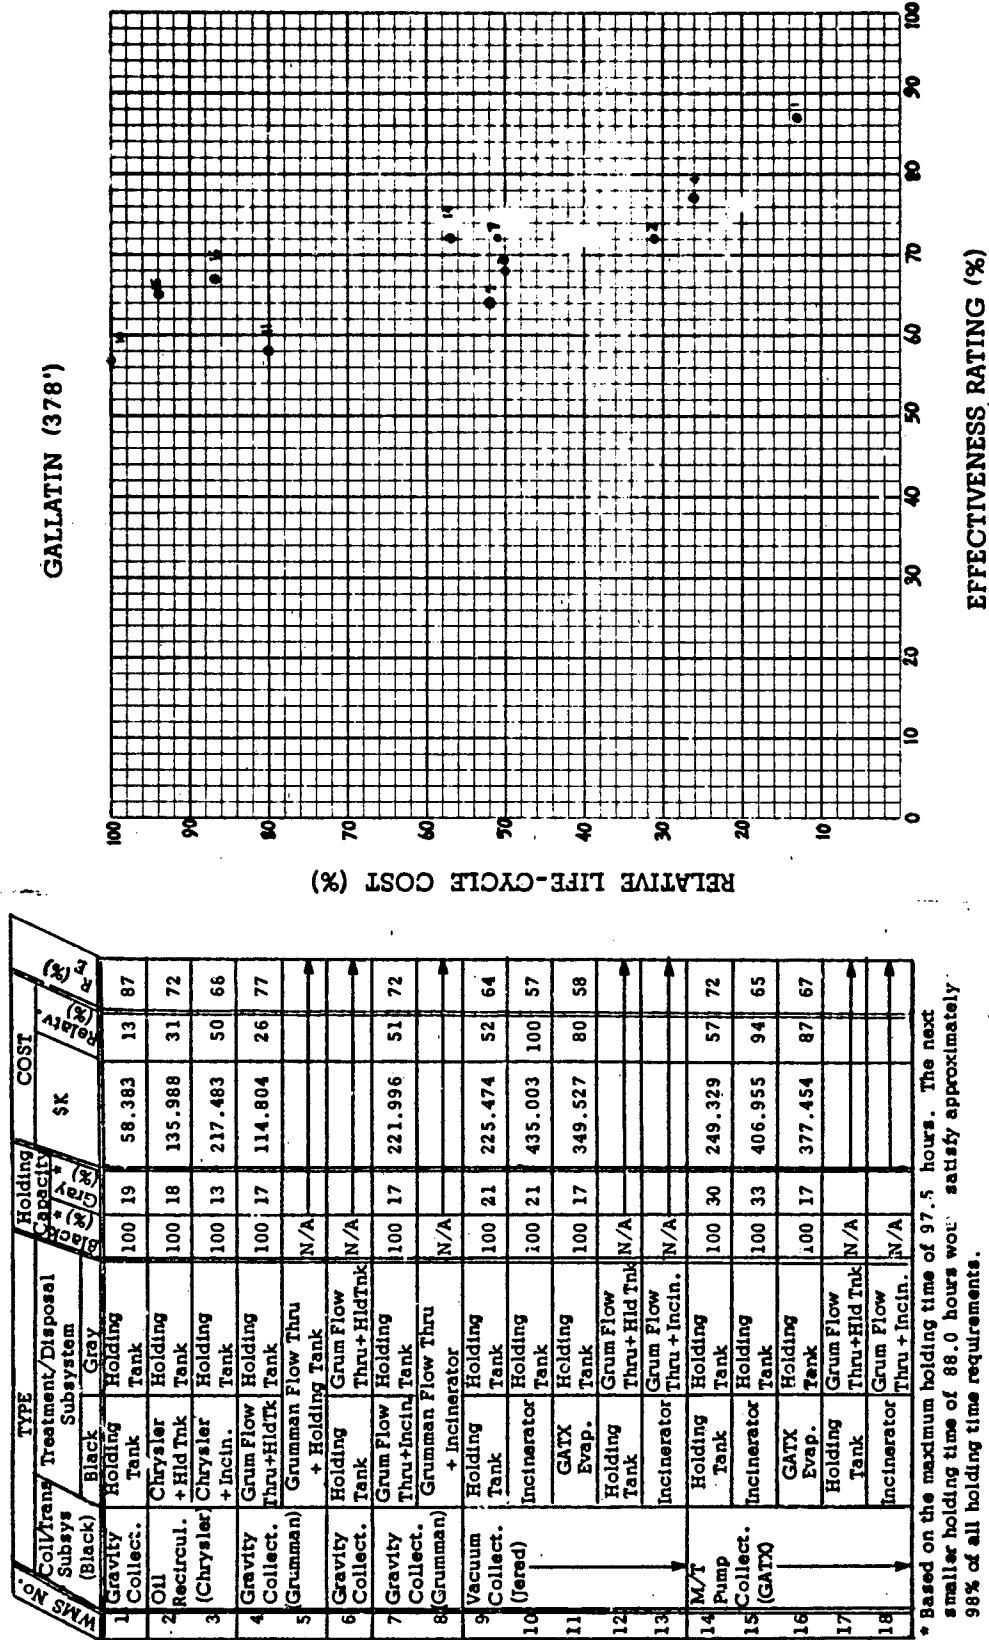 GALLATIN (378')
RELATIVE LIFE-CYCLE COST (%)
100
90
80
70
60
50
40
30
20
10
0
10
20
30
40
50
60
70
80
90
100
EFFECTIVENESS RATING (%)
WMS No.
TYPE
Coll/Trans Subsys (Black)
Treatment/Disposal Subsystem
Black
Gray
Holding Capacity
Black (%) *
Gray (%) *
COST
$K
Relatv. (%)
E R (%)
1 Gravity Collect. Holding Tank Holding Tank 100 19 58.383 13 87
2 Oil Recircul. (Chrysler) Chrysler + Hld Tnk Holding Tank 100 18 135.988 31 72
3 Chrysler + Incin. Holding Tank 100 13 217.483 50 68
4 Gravity Collect. (Grumman) Grum Flow Thru+HldTk Holding Tank 100 17 114.804 26 77
5 Grumman Flow Thru + Holding Tank N/A
6 Gravity Collect. Holding Tank Grum Flow Thru+HldTnk N/A
7 Gravity Collect. (Grumman) Grum Flow Thru+Incin. Holding Tank 100 17 221.996 51 72
8 Grumman Flow Thru + Incinerator N/A
9 Vacuum Collect. (Jered) Holding Tank Holding Tank 100 21 225.474 52 64
10 Incinerator Holding Tank 100 21 435.003 100 57
11 GATX Evap. Holding Tank 100 17 349.527 80 58
12 Holding Tank Grum Flow Thru+Hld Tnk N/A
13 Incinerator Grum Flow Thru+Incin. N/A
14 M/T Pump Collect. (GATX) Holding Tank Holding Tank 100 30 249.329 57 72
15 Incinerator Holding Tank 100 33 406.955 94 65
16 GATX Evap. Holding Tank 100 17 377.454 87 67
17 Holding Tank Grum Flow Thru+Hld Tnk N/A
18 Incinerator Grum Flow Thru+Incin. N/A
* Based on the maximum holding time of 97.5 hours. The next
smaller holding time of 88.0 hours wou satisfy approximately
98% of all holding time requirements.